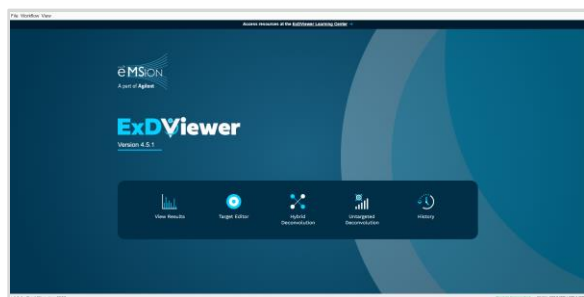 File Workflow View
Access resources at the ExDViewer Learning Center
eMSION
A part of Agilent
ExDViewer
Version 4.5.1
View Results
Target Editor
Hybrid Deconvolution
Untargeted Deconvolution
History